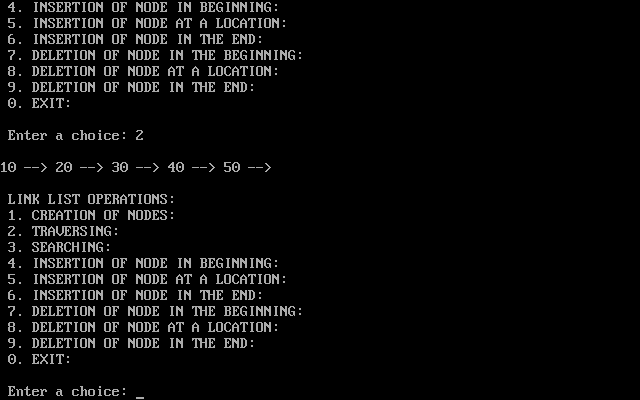 4. INSERTION OF NODE IN BEGINNING:
5. INSERTION OF NODE AT A LOCATION:
6. INSERTION OF NODE IN THE END:
7. DELETION OF NODE IN THE BEGINNING:
8. DELETION OF NODE AT A LOCATION:
9. DELETION OF NODE IN THE END:
0. EXIT:
Enter a choice: 2
10 --> 20 --> 30 --> 40 --> 50 -->
LINK LIST OPERATIONS:
1. CREATION OF NODES:
2. TRAVERSING:
3. SEARCHING:
4. INSERTION OF NODE IN BEGINNING:
5. INSERTION OF NODE AT A LOCATION:
6. INSERTION OF NODE IN THE END:
7. DELETION OF NODE IN THE BEGINNING:
8. DELETION OF NODE AT A LOCATION:
9. DELETION OF NODE IN THE END:
0. EXIT:
Enter a choice: _